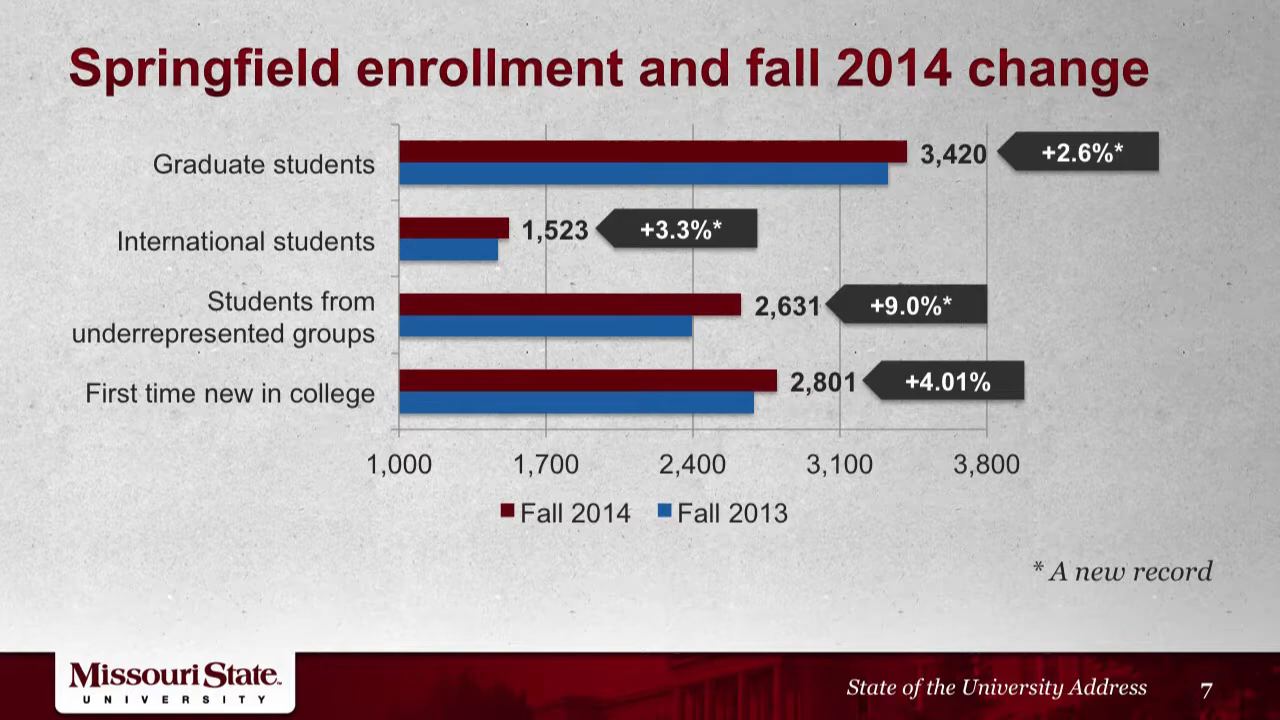 Springfield enrollment and fall 2014 change
Graduate students
3,420
+2.6%*
International students
1,523
+3.3%*
Students from
underrepresented groups
2,631
+9.0%*
First time new in college
2,801
+4.01%
1,000 1,700 2,400 3,100 3,800
Fall 2014 Fall 2013
* A new record
Missouri State™
UNIVERSITY
State of the University Address 7